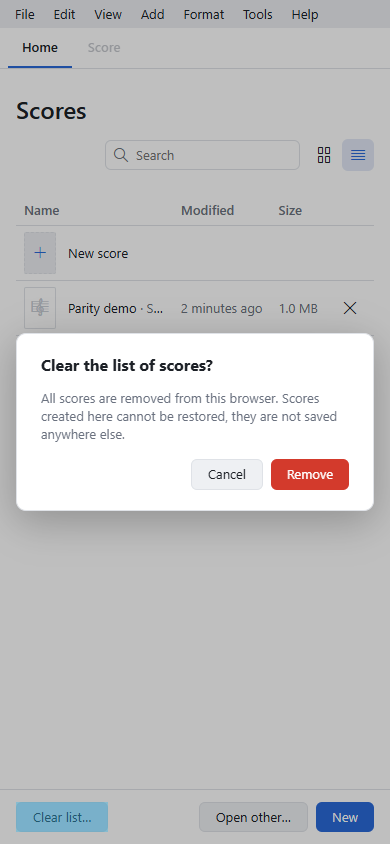 File Edit View Add Format Tools Help
Home Score
Scores
Search
Name Modified Size
New score
Parity demo · S... 2 minutes ago 1.0 MB
Clear the list of scores?
All scores are removed from this browser. Scores
created here cannot be restored, they are not saved
anywhere else.
Cancel Remove
Clear list... Open other... New